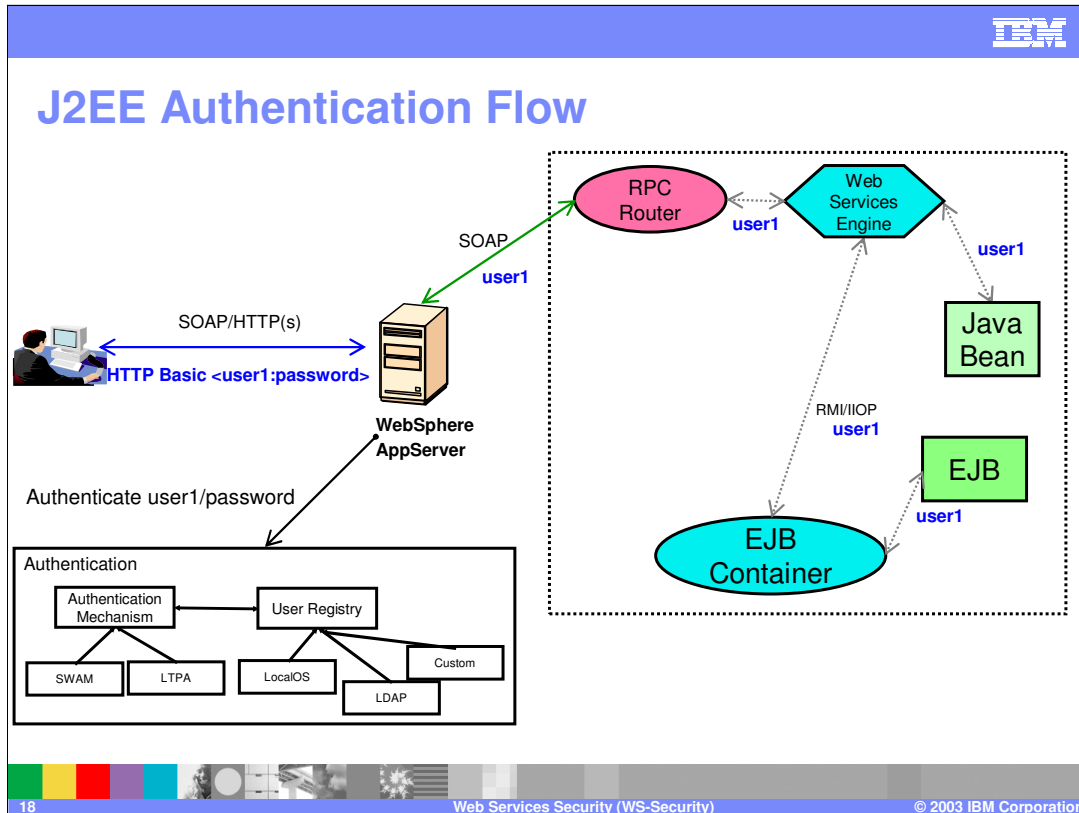 IBM
J2EE Authentication Flow
RPC
Router
Web
Services
Engine
user1
SOAP
user1
user1
SOAP/HTTP(s)
HTTP Basic <user1:password>
Java
Bean
WebSphere
AppServer
RMI/IIOP
user1
EJB
user1
Authenticate user1/password
EJB
Container
Authentication
Authentication
Mechanism
User Registry
SWAM
LTPA
LocalOS
LDAP
Custom
18
Web Services Security (WS-Security)
© 2003 IBM Corporation